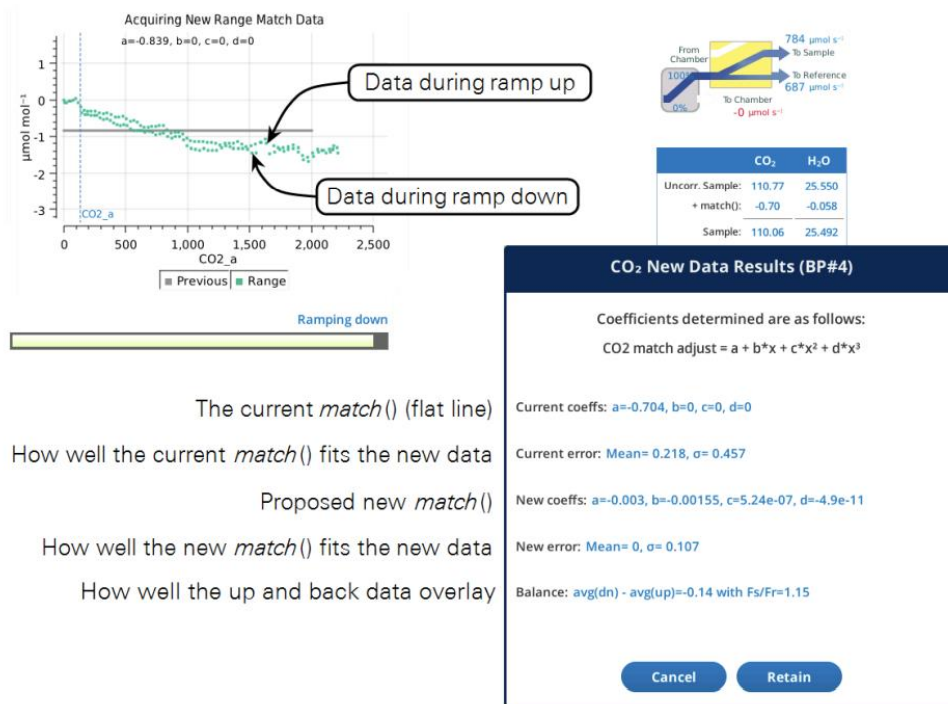 Acquiring New Range Match Data
a=-0.839, b=0, c=0, d=0
1
0
-1
-2
-3
μmol mol⁻¹
CO2_a
0
500
1,000
1,500
2,000
2,500
CO2_a
Previous
Range
Data during ramp up
Data during ramp down
Ramping down
784 μmol s⁻¹
To Sample
From
Chamber
100%
To Reference
687 μmol s⁻¹
0%
To Chamber
-0 μmol s⁻¹
CO₂ H₂O
Uncorr. Sample: 110.77 25.550
+ match(): -0.70 -0.058
Sample: 110.06 25.492
CO₂ New Data Results (BP#4)
Coefficients determined are as follows:
CO2 match adjust = a + b*x + c*x² + d*x³
The current match() (flat line)
Current coeffs: a=-0.704, b=0, c=0, d=0
How well the current match() fits the new data
Current error: Mean= 0.218, σ= 0.457
Proposed new match()
New coeffs: a=-0.003, b=-0.00155, c=5.24e-07, d=-4.9e-11
How well the new match() fits the new data
New error: Mean= 0, σ= 0.107
How well the up and back data overlay
Balance: avg(dn) - avg(up)=-0.14 with Fs/Fr=1.15
Cancel
Retain